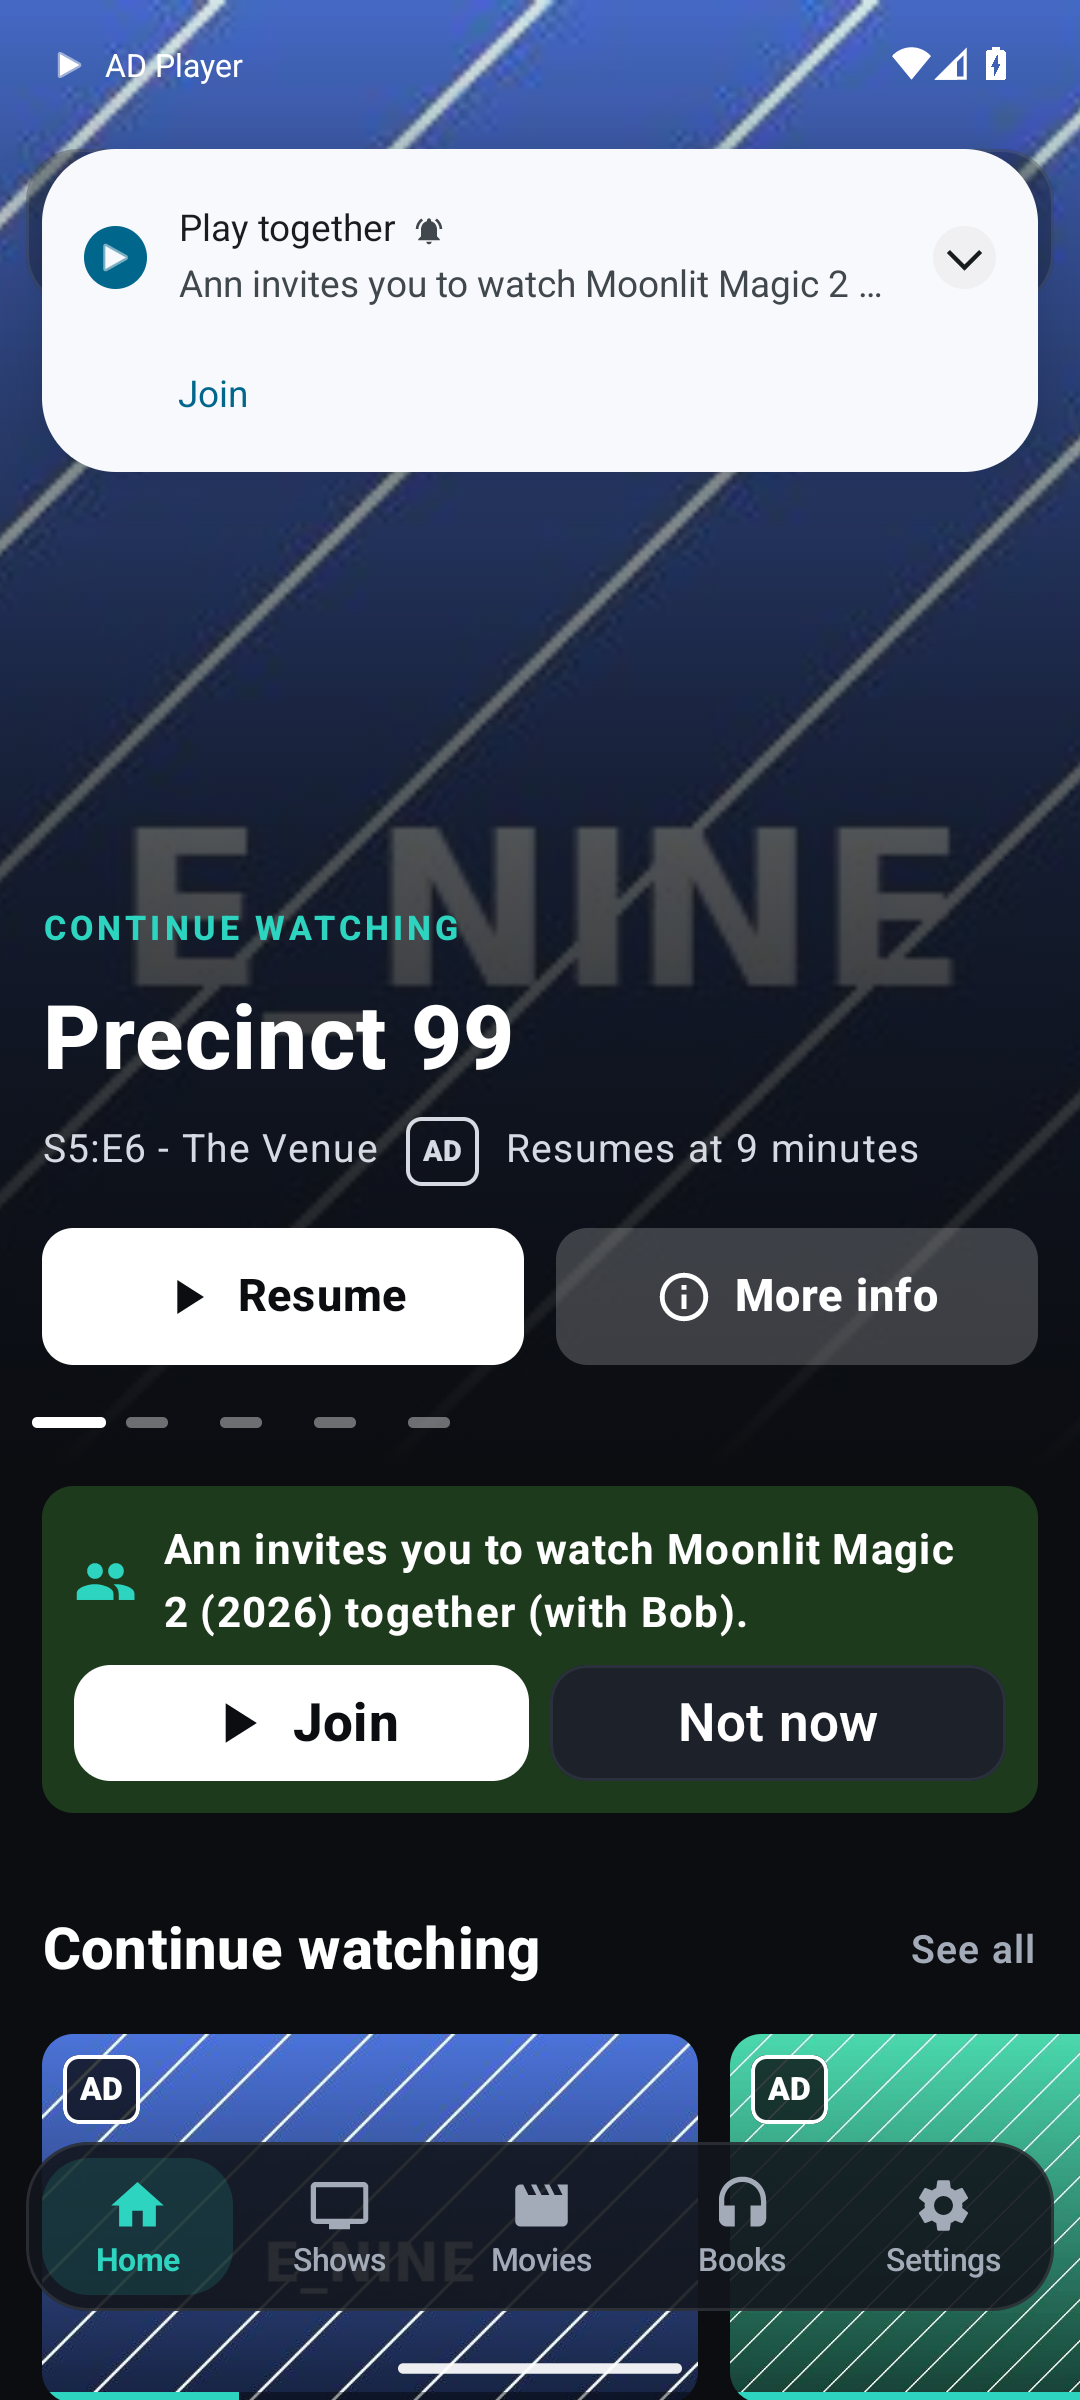 AD Player
Play together
Ann invites you to watch Moonlit Magic 2 ...
Join
E_NINE
CONTINUE WATCHING
Precinct 99
S5:E6 - The Venue AD Resumes at 9 minutes
Resume
More info
Ann invites you to watch Moonlit Magic
2 (2026) together (with Bob).
Join
Not now
Continue watching
See all
AD
AD
E_NINE
Home
Shows
Movies
Books
Settings